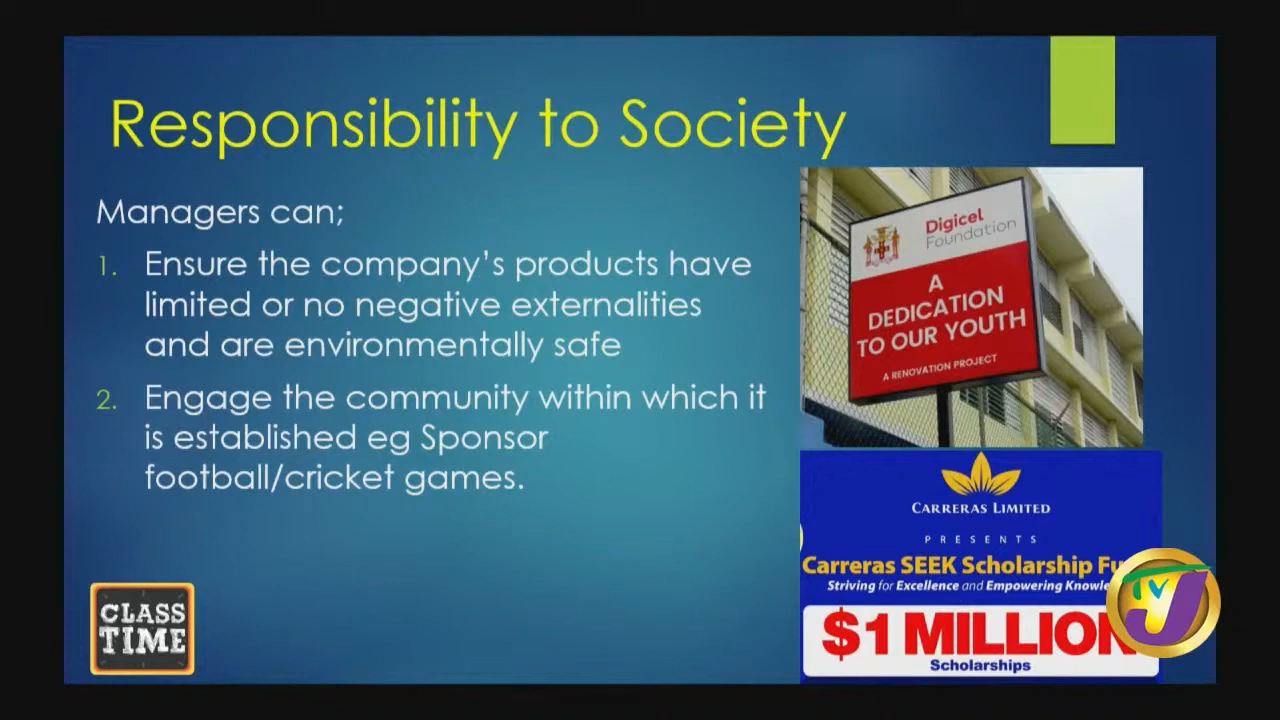 Responsibility to Society
Managers can;
1. Ensure the company's products have
limited or no negative externalities
and are environmentally safe
2. Engage the community within which it
is established eg Sponsor
football/cricket games.
Digicel
Foundation
A
DEDICATION
TO OUR YOUTH
A RENOVATION PROJECT
CARRERAS LIMITED
PRESENTS
Carreras SEEK Scholarship
Striving for Excellence and Empowering
$1 MILLION
Scholarships
CLASS
TIME
TVJ